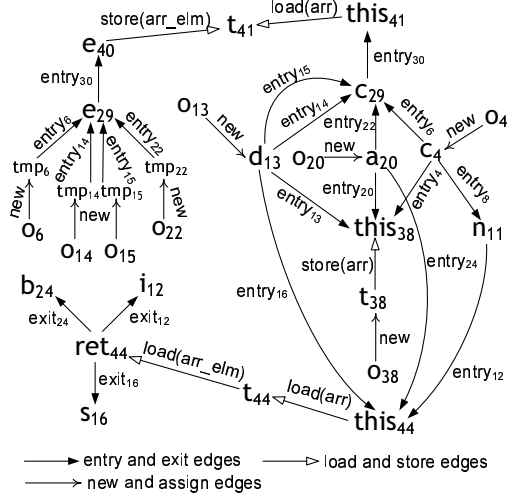 store(arr_elm) t41 load(arr) this41
e40
entry30 entry30
e29 c29
entry15 entry14 entry22 entry6
o13 new o4 new
entry6 entry14 entry15 entry22
d13 o20 new a20 c4
tmp6 tmp14 tmp15 tmp22
entry13 entry20 entry4 entry8
new new new
o6 o14 o15 o22
this38 n11
b24 i12
store(arr) entry24
exit24 exit12
entry16 t38
ret44 new
load(arr_elm) o38
exit16 entry12
t44 load(arr)
s16 this44
entry and exit edges load and store edges
new and assign edges